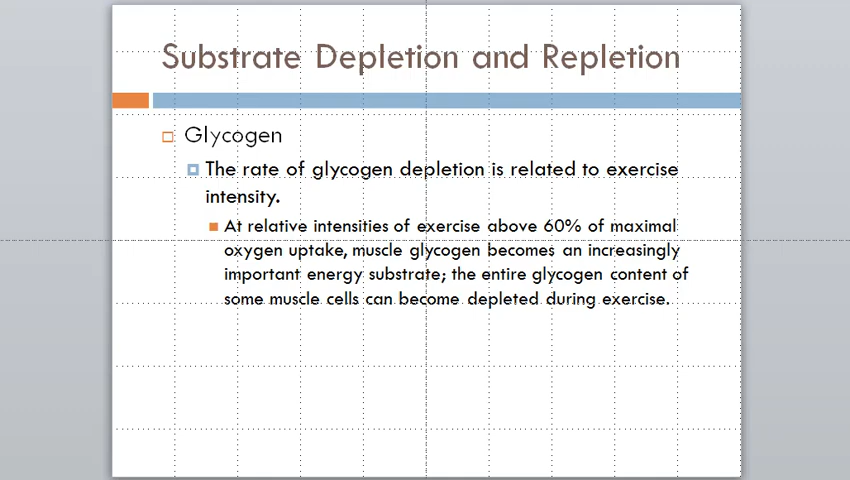 Substrate Depletion and Repletion
Glycogen
The rate of glycogen depletion is related to exercise
intensity.
At relative intensities of exercise above 60% of maximal
oxygen uptake, muscle glycogen becomes an increasingly
important energy substrate; the entire glycogen content of
some muscle cells can become depleted during exercise.